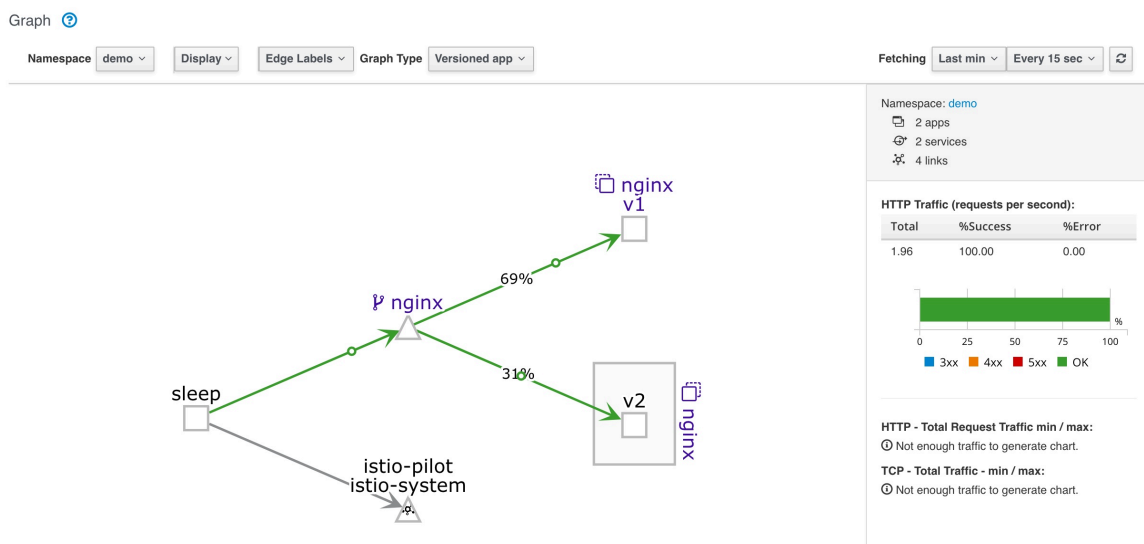 Graph
Namespace demo Display Edge Labels Graph Type Versioned app Fetching Last min Every 15 sec
Namespace: demo
2 apps
2 services
4 links
HTTP Traffic (requests per second):
Total %Success %Error
1.96 100.00 0.00
%
0 25 50 75 100
3xx 4xx 5xx OK
HTTP - Total Request Traffic min / max:
Not enough traffic to generate chart.
TCP - Total Traffic - min / max:
Not enough traffic to generate chart.
nginx
v1
69%
nginx
31%
v2
nginx
sleep
istio-pilot
istio-system